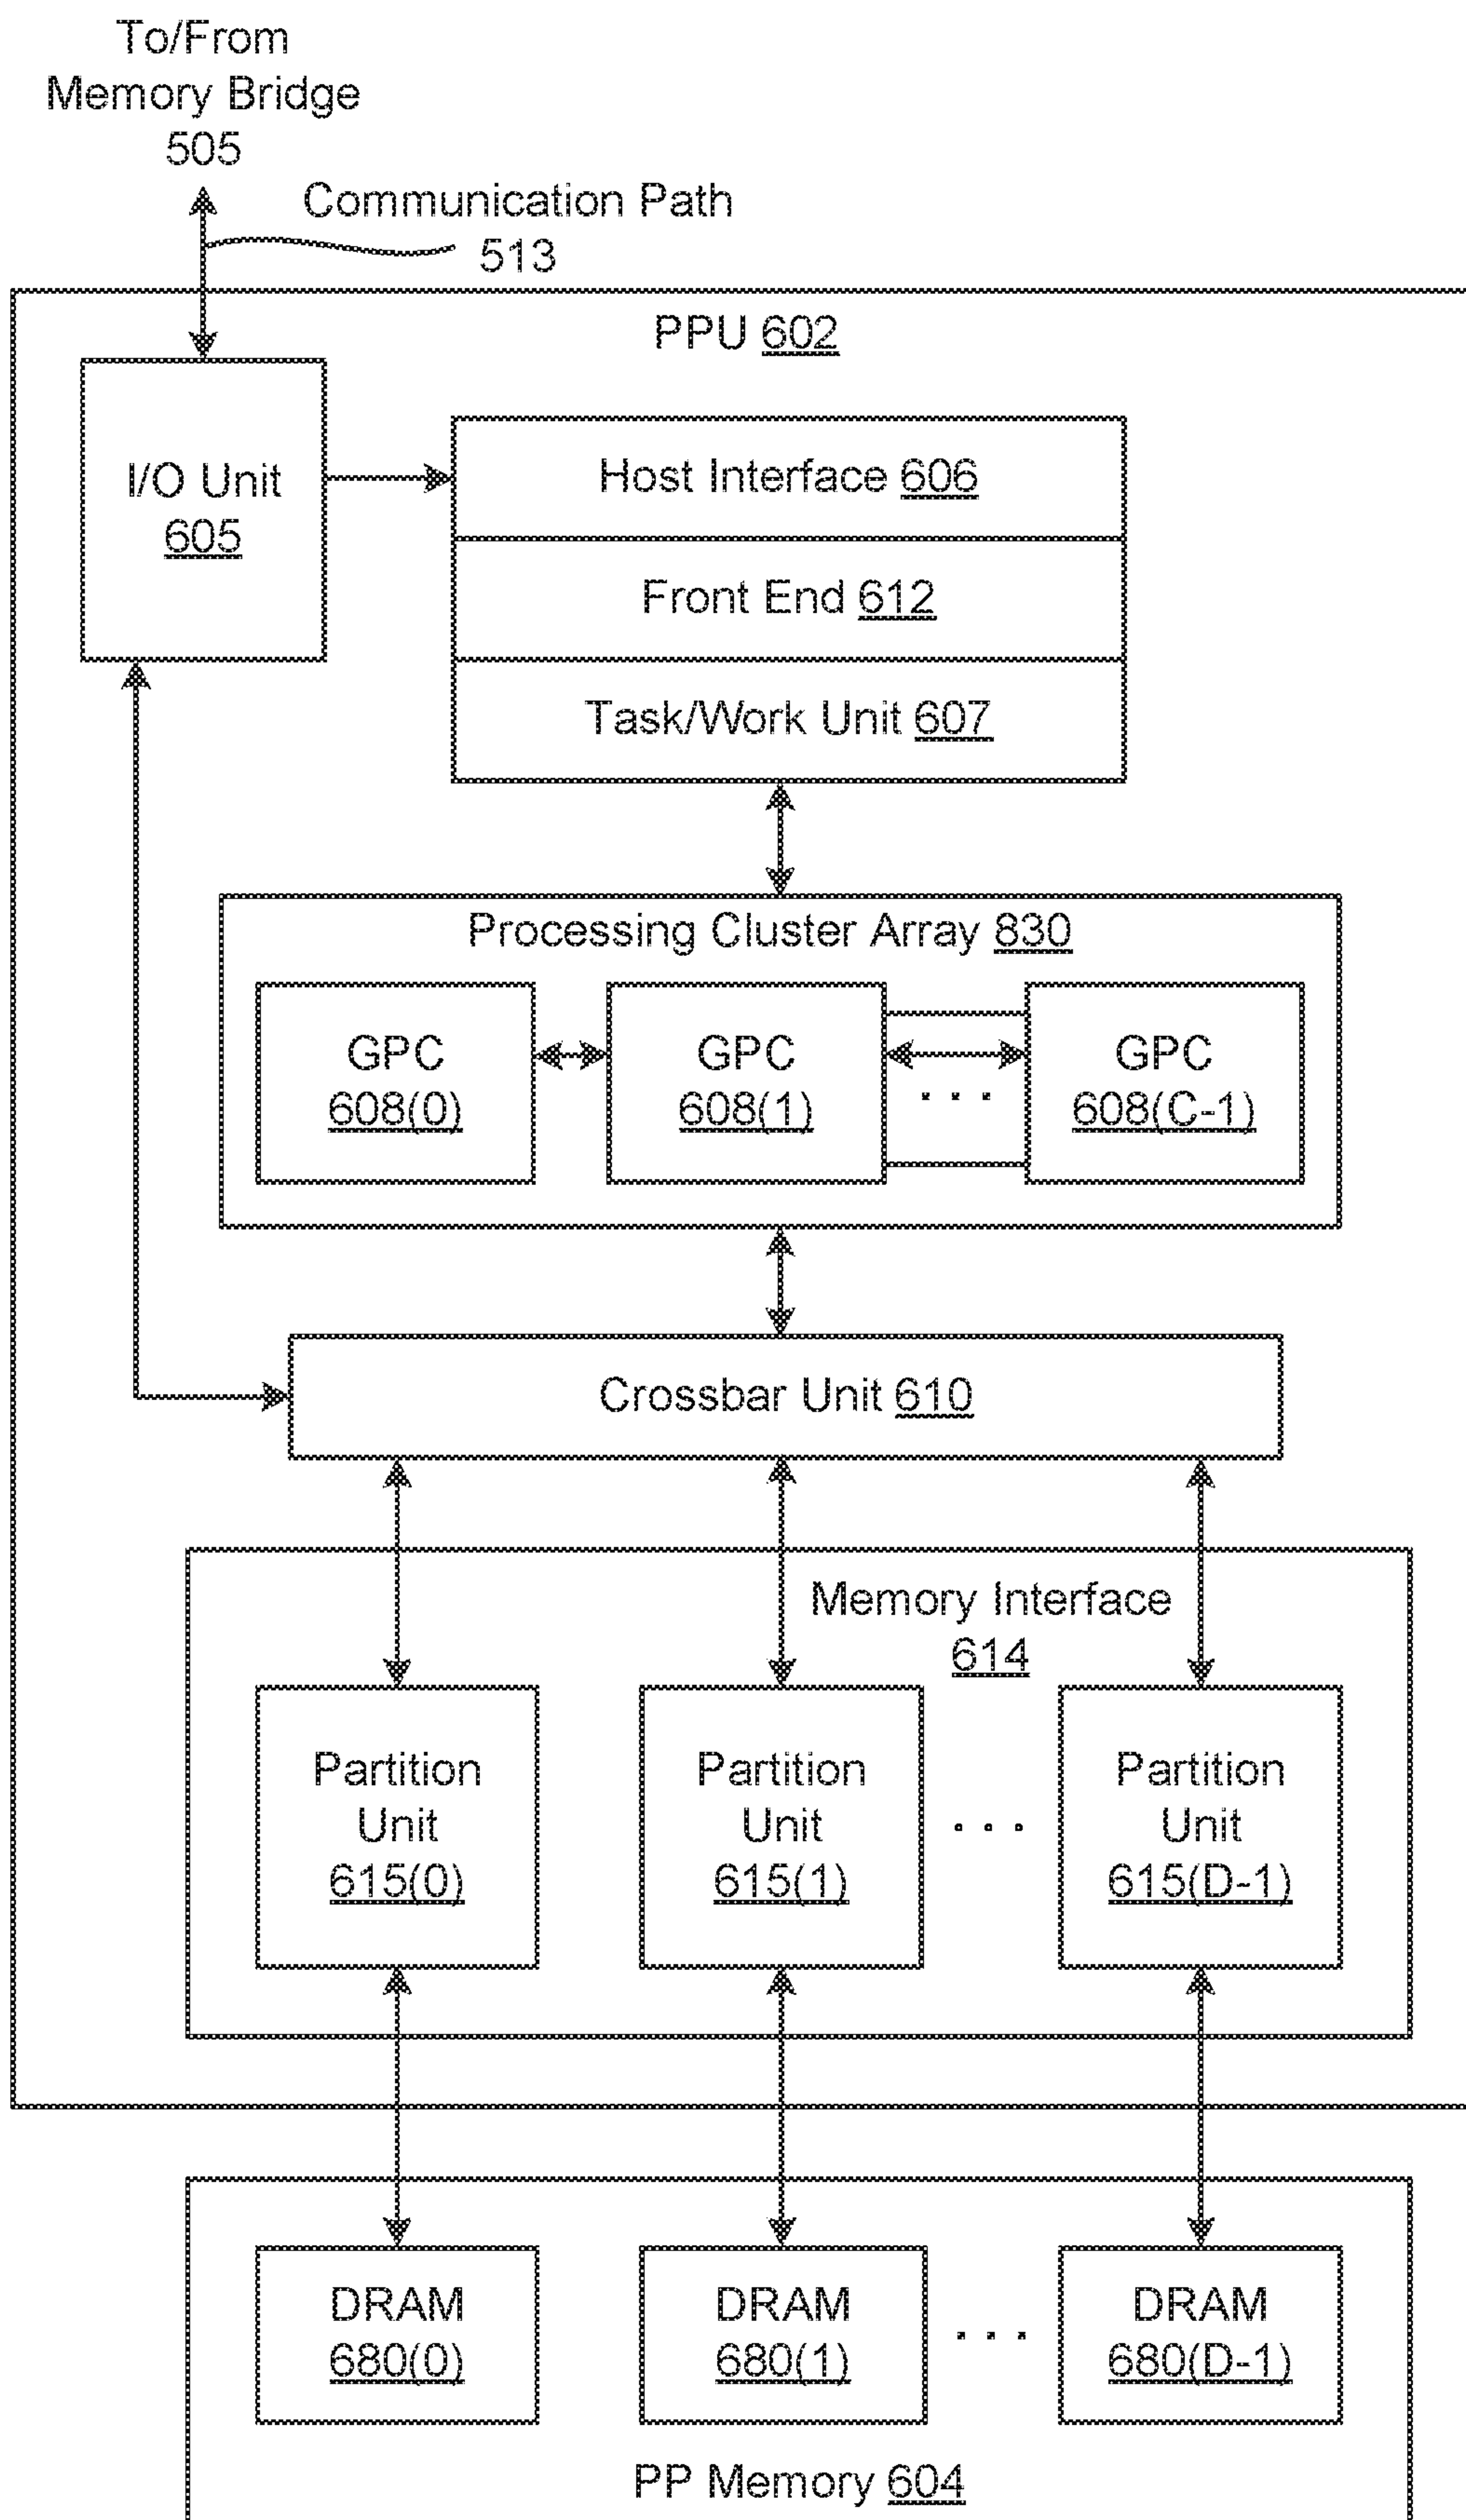 To/From
Memory Bridge
505
Communication Path
513
PPU 602
I/O Unit
605
Host Interface 606
Front End 612
Task/Work Unit 607
Processing Cluster Array 830
GPC
608(0)
GPC
608(1)
. . .
GPC
608(C-1)
Crossbar Unit 610
Memory Interface
614
Partition
Unit
615(0)
Partition
Unit
615(1)
. . .
Partition
Unit
615(D-1)
DRAM
680(0)
DRAM
680(1)
. . .
DRAM
680(D-1)
PP Memory 604